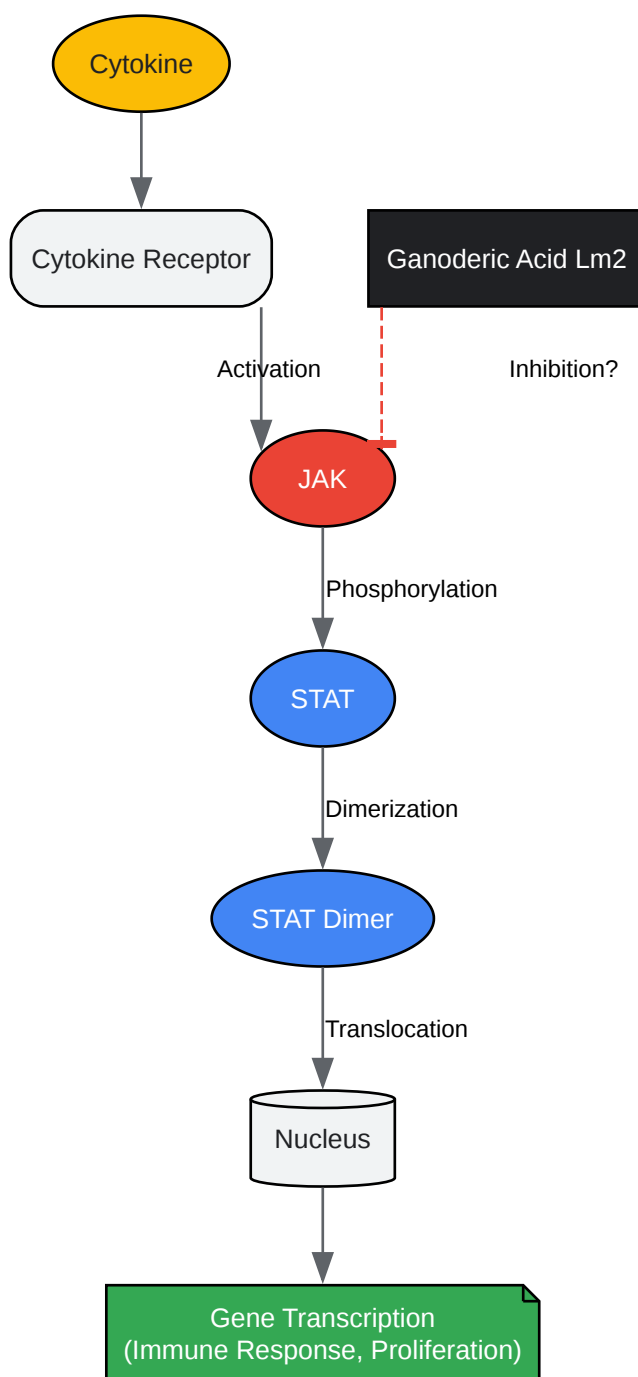 Cytokine
Cytokine Receptor
Ganoderic Acid Lm2
Activation
Inhibition?
JAK
Phosphorylation
STAT
Dimerization
STAT Dimer
Translocation
Nucleus
Gene Transcription
(Immune Response, Proliferation)